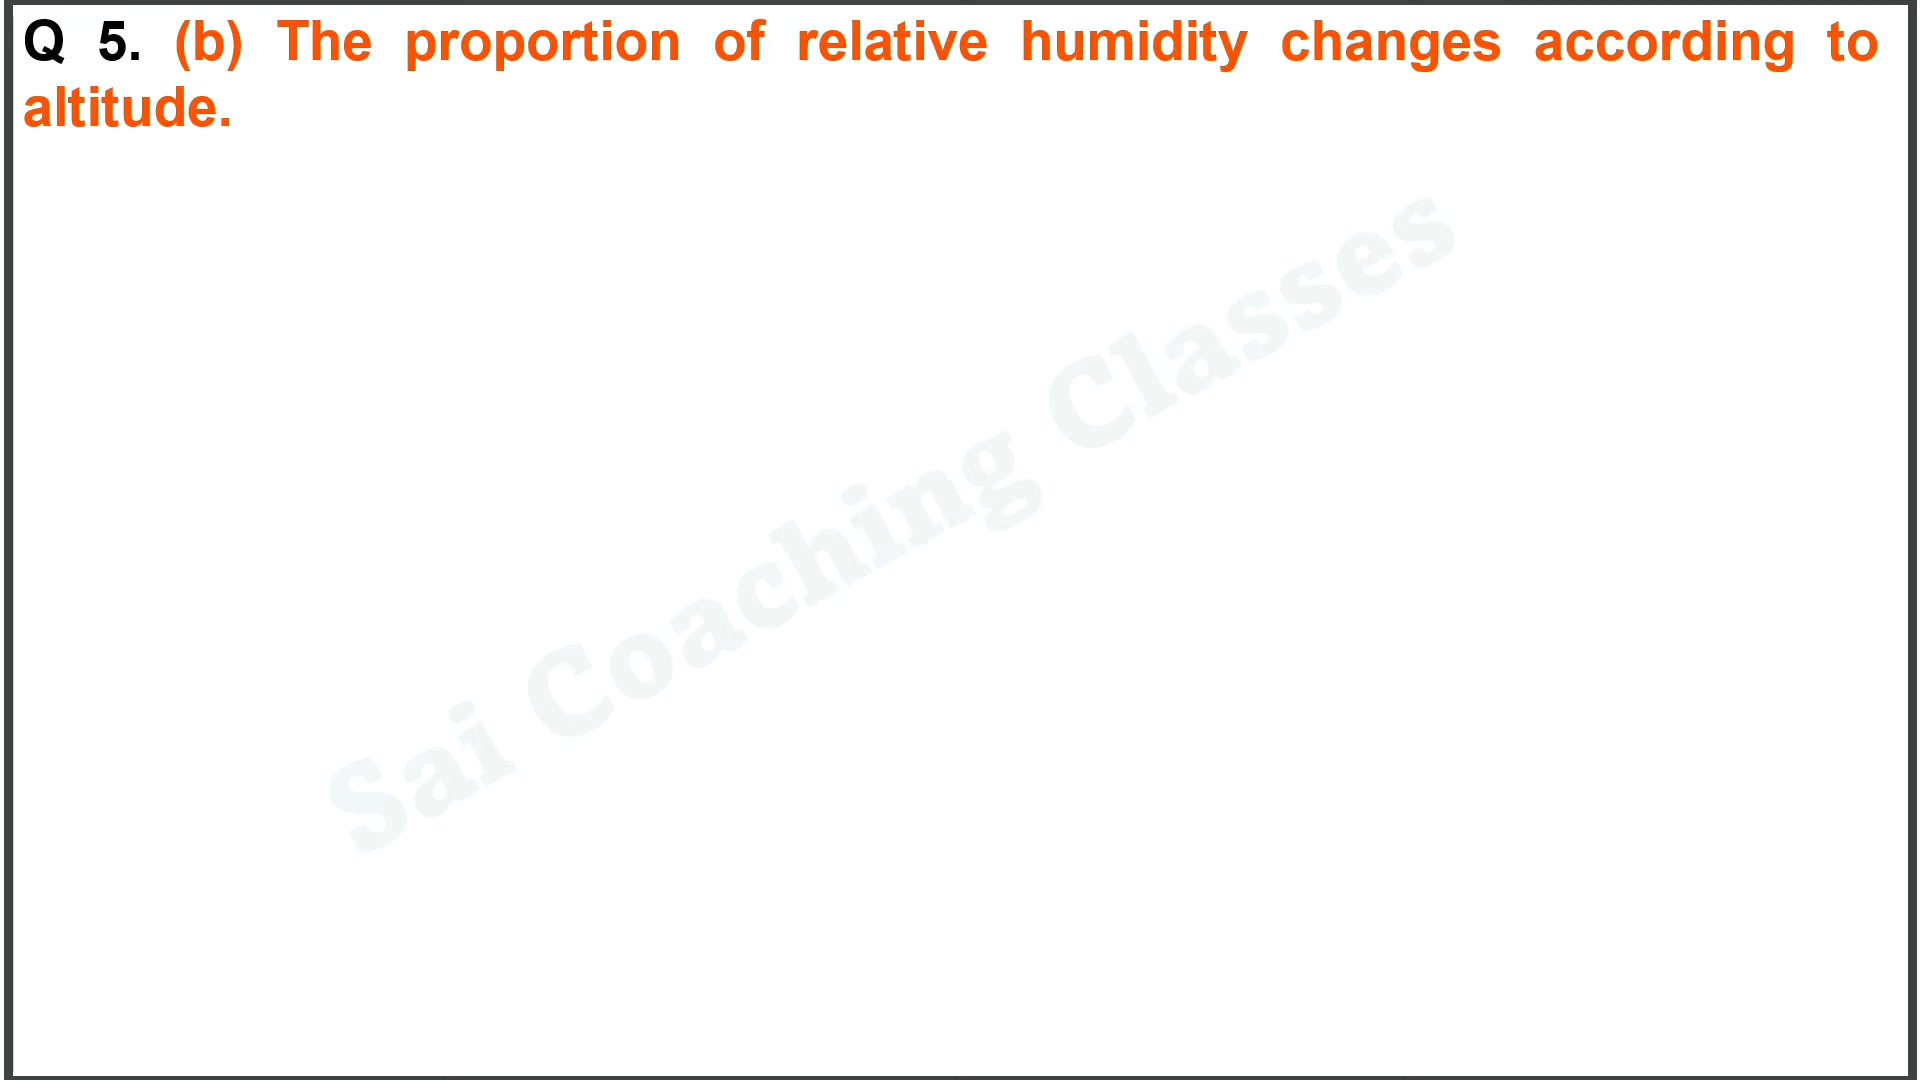 Q 5. (b) The proportion of relative humidity changes according to
altitude.
Sai Coaching Classes